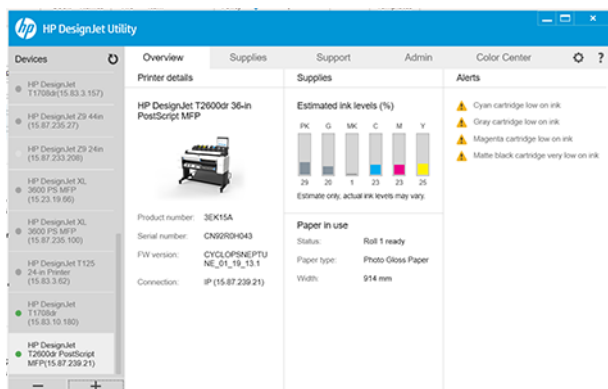 hp HP DesignJet Utility
Devices
Overview
Supplies
Support
Admin
Color Center
?
HP DesignJet
T1708dr(15.83.3.157)
HP DesignJet Z9 44in
(15.87.235.27)
HP DesignJet Z9 24in
(15.87.233.208)
HP DesignJet XL
3600 PS MFP
(15.23.19.66)
HP DesignJet XL
3600 PS MFP
(15.87.235.100)
HP DesignJet T125
24-in Printer
(15.83.3.62)
HP DesignJet
T1708dr
(15.83.10.180)
HP DesignJet
T2600dr PostScript
MFP(15.87.239.21)
Printer details
HP DesignJet T2600dr 36-in
PostScript MFP
Product number: 3EK15A
Serial number: CN92R0H043
FW version: CYCLOPSNEPTU
NE_01_19_13.1
Connection: IP (15.87.239.21)
Supplies
Estimated ink levels (%)
PK G MK C M Y
29 20 1 23 23 25
Estimate only, actual ink levels may vary.
Paper in use
Status: Roll 1 ready
Paper type: Photo Gloss Paper
Width: 914 mm
Alerts
Cyan cartridge low on ink
Gray cartridge low on ink
Magenta cartridge low on ink
Matte black cartridge very low on ink